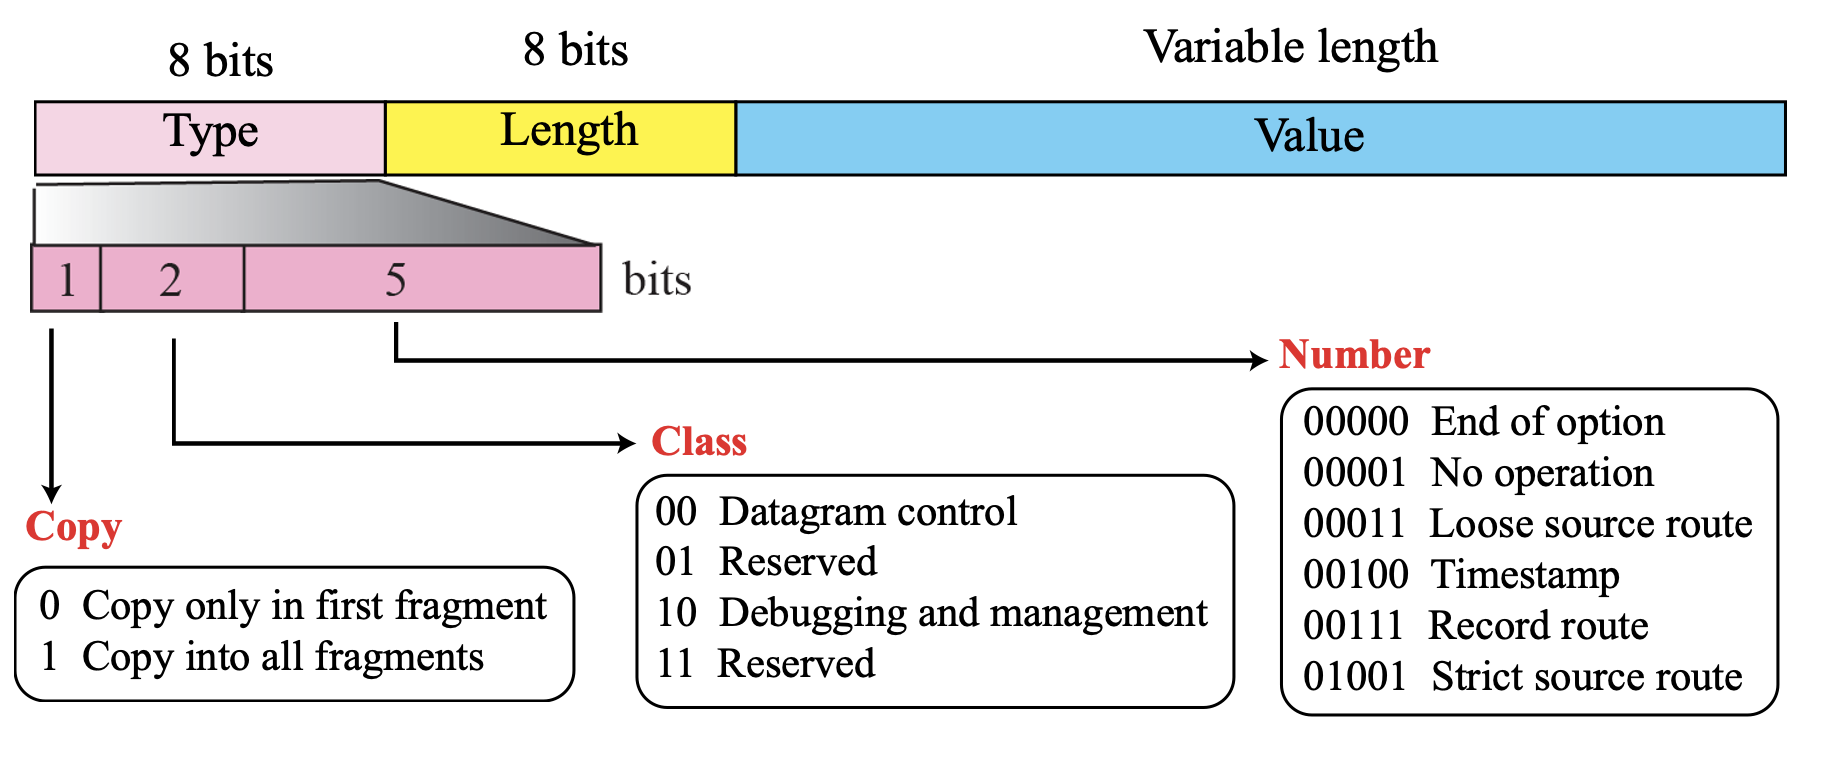 8 bits 8 bits Variable length
Type Length Value
1 2 5 bits
Number
00000 End of option
00001 No operation
00011 Loose source route
00100 Timestamp
00111 Record route
01001 Strict source route
Class
00 Datagram control
01 Reserved
10 Debugging and management
11 Reserved
Copy
0 Copy only in first fragment
1 Copy into all fragments